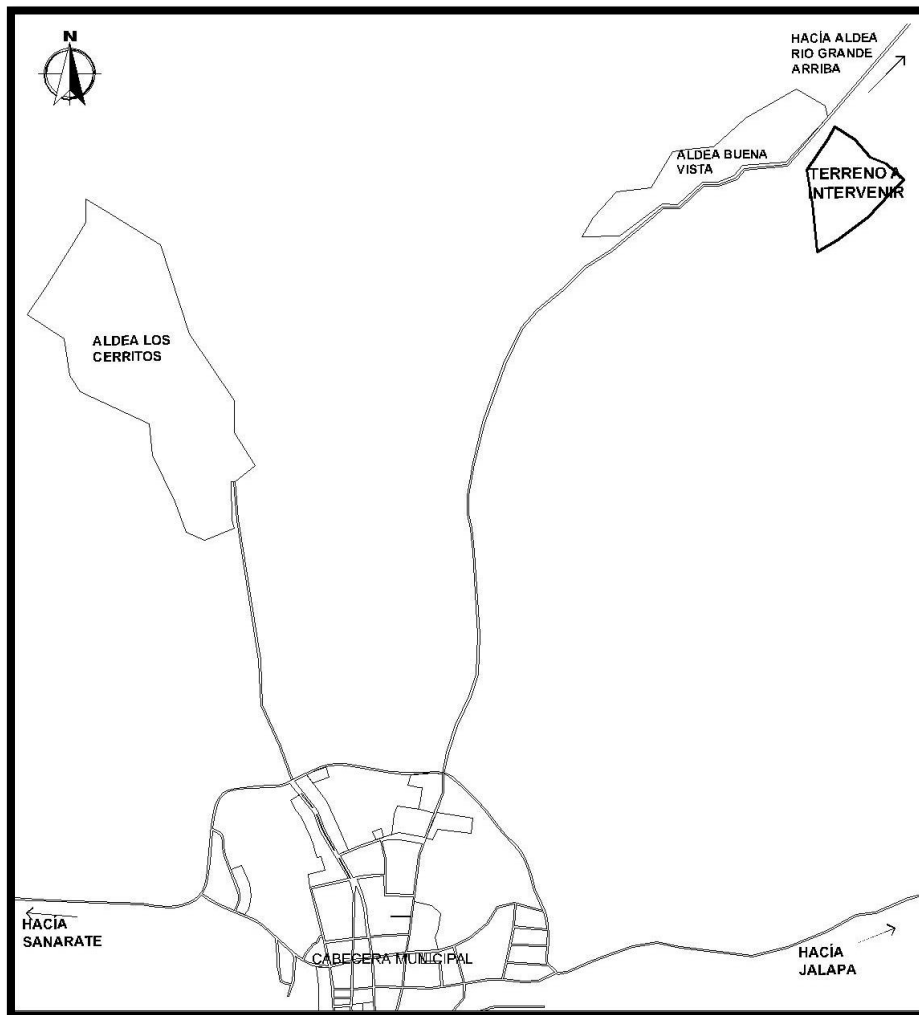 N
HACÍA ALDEA
RIO GRANDE
ARRIBA
ALDEA BUENA
VISTA
TERRENO A
INTERVENIR
ALDEA LOS
CERRITOS
HACÍA
SANARATE
CABECERA MUNICIPAL
HACÍA
JALAPA